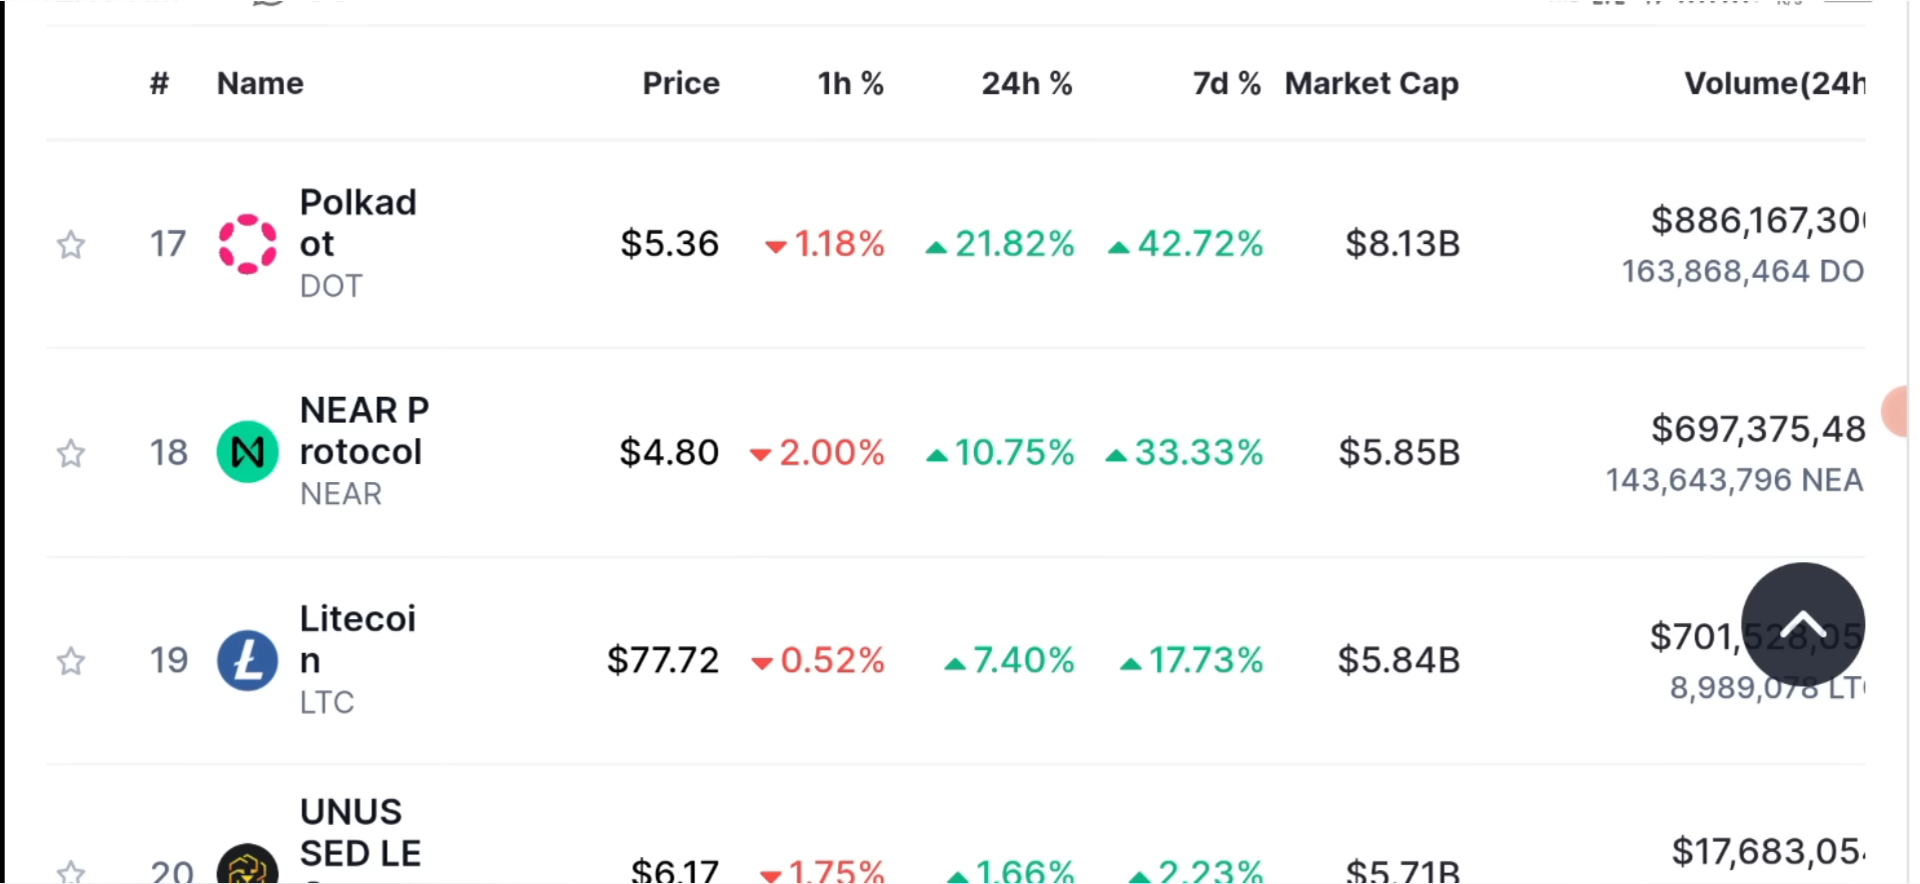 # Name Price 1h % 24h % 7d % Market Cap Volume(24h
Polkad
ot
DOT
17 $5.36 1.18% 21.82% 42.72% $8.13B
$886,167,30
163,868,464 DO
NEAR P
rotocol
NEAR
18 $4.80 2.00% 10.75% 33.33% $5.85B
$697,375,48
143,643,796 NEA
Litecoi
n
LTC
19 $77.72 0.52% 7.40% 17.73% $5.84B
$701,528,05
8,989,078 LT
UNUS
SED LE
20 $6.17 1.75% 1.66% 2.23% $5.71B
$17,683,05